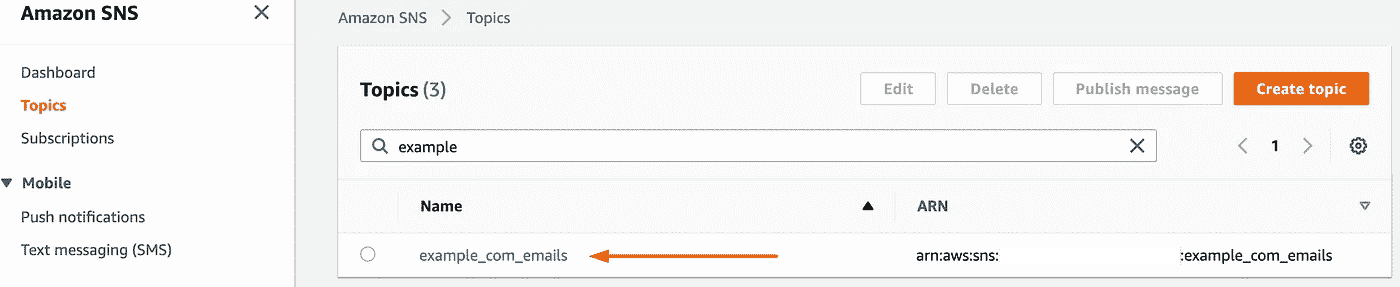 Amazon SNS
Dashboard
Topics
Subscriptions
Mobile
Push notifications
Text messaging (SMS)
Amazon SNS Topics
Topics (3) Edit Delete Publish message Create topic
example 1
Name ARN
example_com_emails arn:aws:sns: :example_com_emails